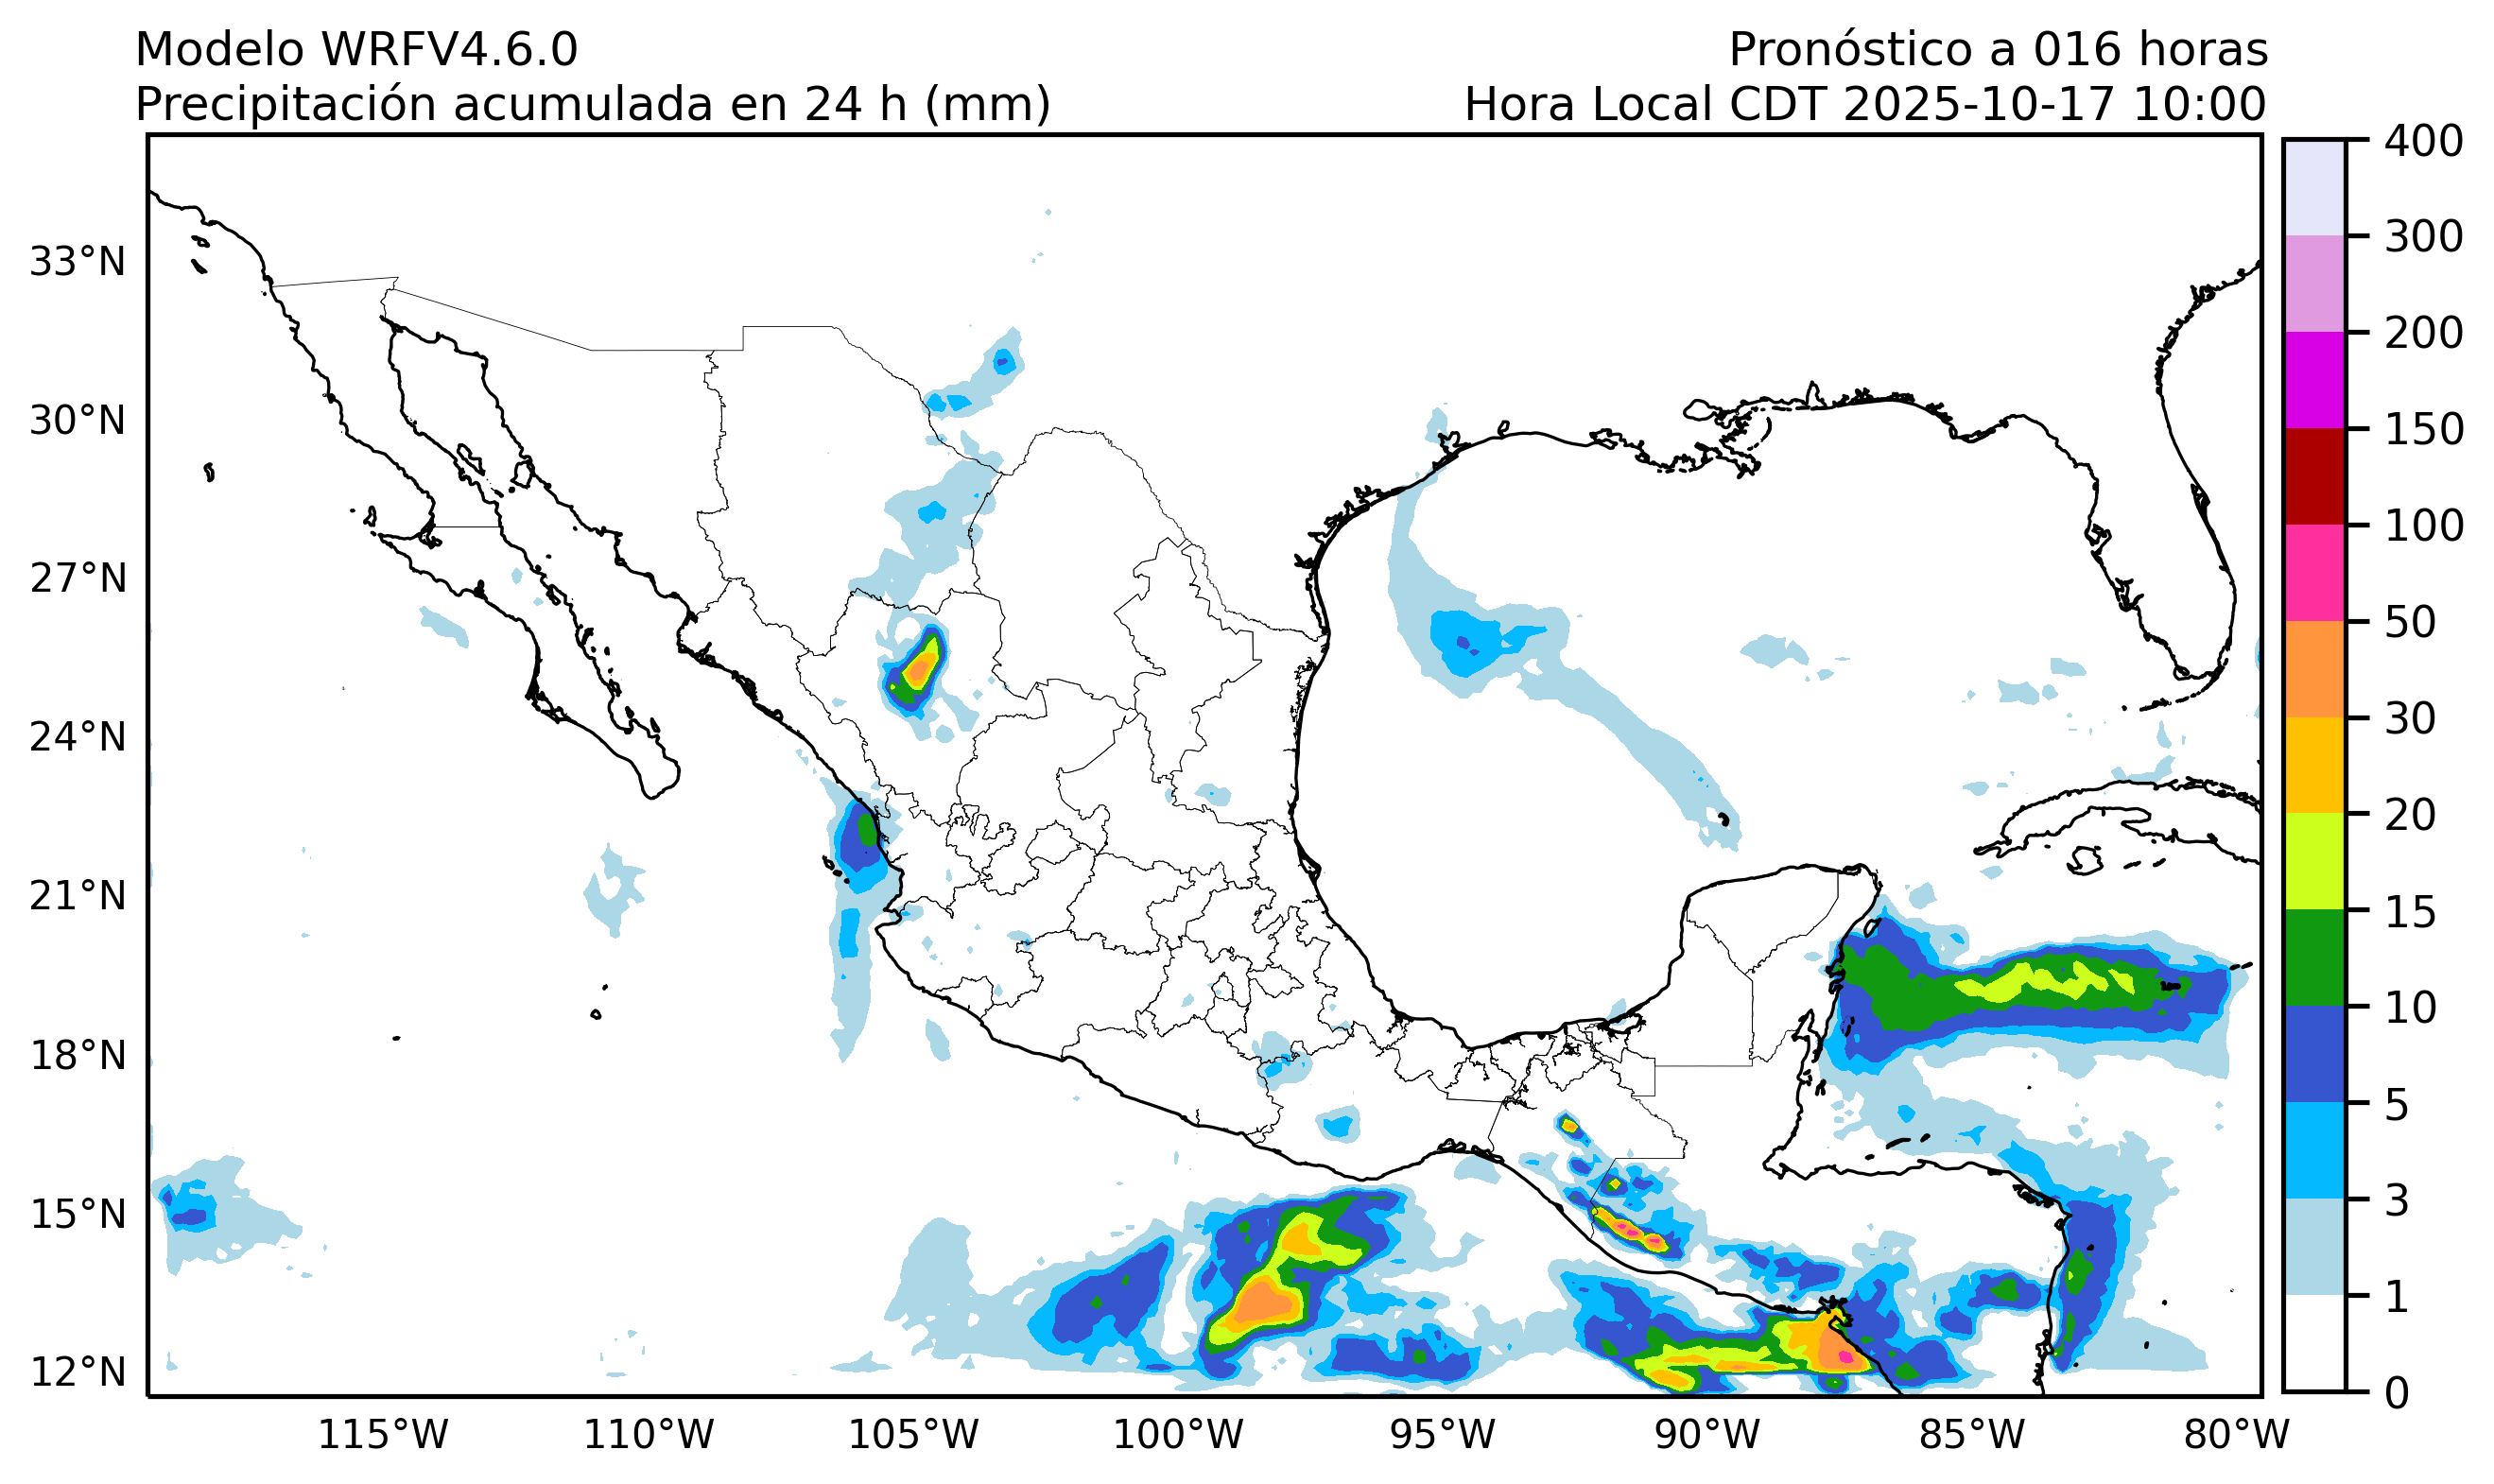 Modelo WRFV4.6.0
Pronóstico a 016 horas
Precipitación acumulada en 24 h (mm)
Hora Local CDT 2025-10-17 10:00
33°N
30°N
27°N
24°N
21°N
18°N
15°N
12°N
115°W
110°W
105°W
100°W
95°W
90°W
85°W
80°W
400
300
200
150
100
50
30
20
15
10
5
3
1
0